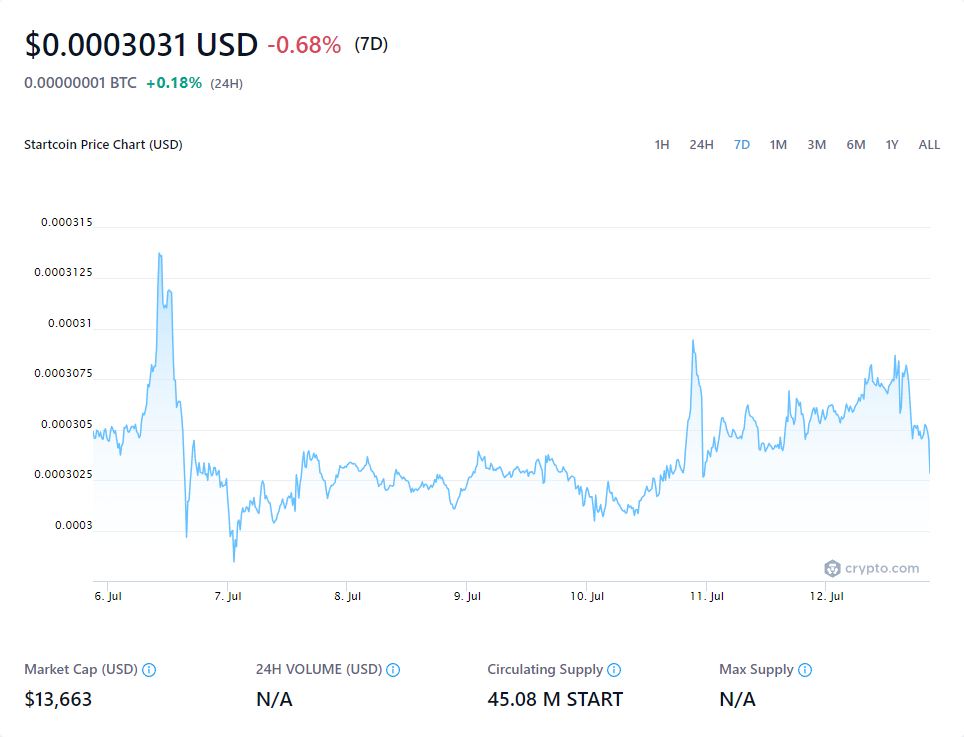 $0.0003031 USD -0.68% (7D)
0.00000001 BTC +0.18% (24H)
Startcoin Price Chart (USD) 1H 24H 7D 1M 3M 6M 1Y ALL
0.000315
0.0003125
0.00031
0.0003075
0.000305
0.0003025
0.0003
crypto.com
6. Jul 7. Jul 8. Jul 9. Jul 10. Jul 11. Jul 12. Jul
Market Cap (USD) 24H VOLUME (USD) Circulating Supply Max Supply
$13,663 N/A 45.08 M START N/A